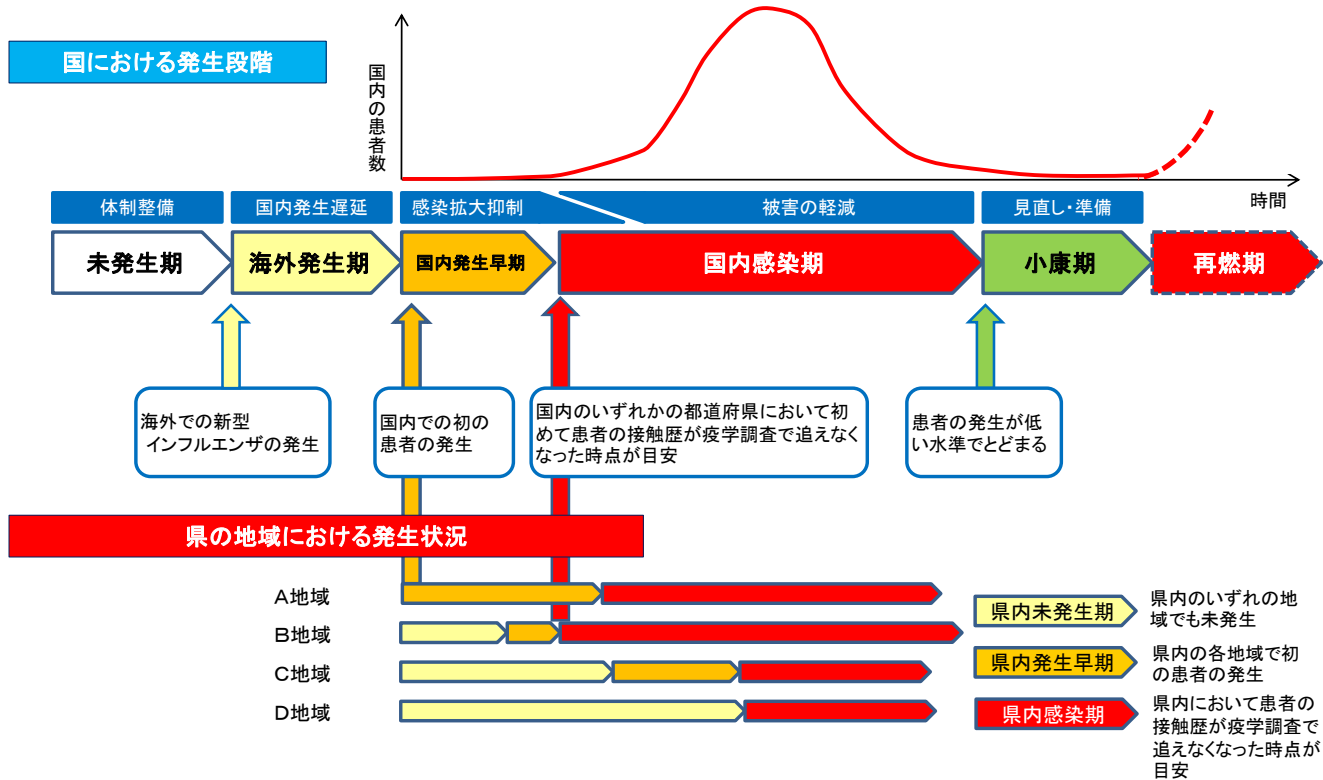 国における発生段階
国内の患者数
時間
体制整備
国内発生遅延
感染拡大抑制
被害の軽減
見直し・準備
未発生期
海外発生期
国内発生早期
国内感染期
小康期
再燃期
海外での新型
インフルエンザの発生
国内での初の
患者の発生
国内のいずれかの都道府県において初
めて患者の接触歴が疫学調査で追えなく
なった時点が目安
患者の発生が低
い水準でとどまる
県の地域における発生状況
A地域
B地域
C地域
D地域
県内未発生期
県内のいずれの地
域でも未発生
県内発生早期
県内の各地域で初
の患者の発生
県内感染期
県内において患者の
接触歴が疫学調査で
追えなくなった時点が
目安